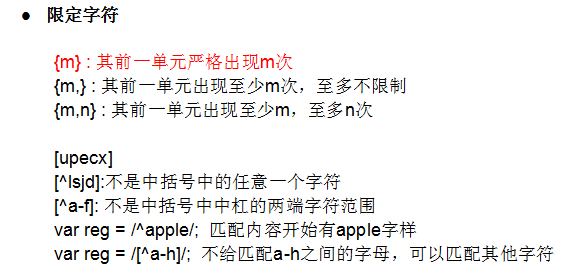 ● 限定字符
{m} : 其前一单元严格出现m次
{m,} : 其前一单元出现至少m次，至多不限制
{m,n} : 其前一单元出现至少m，至多n次
[upecx]
[^lsjd]:不是中括号中的任意一个字符
[^a-f]: 不是中括号中中杠的两端字符范围
var reg = /^apple/; 匹配内容开始有apple字样
var reg = /[^a-h]/; 不给匹配a-h之间的字母，可以匹配其他字符